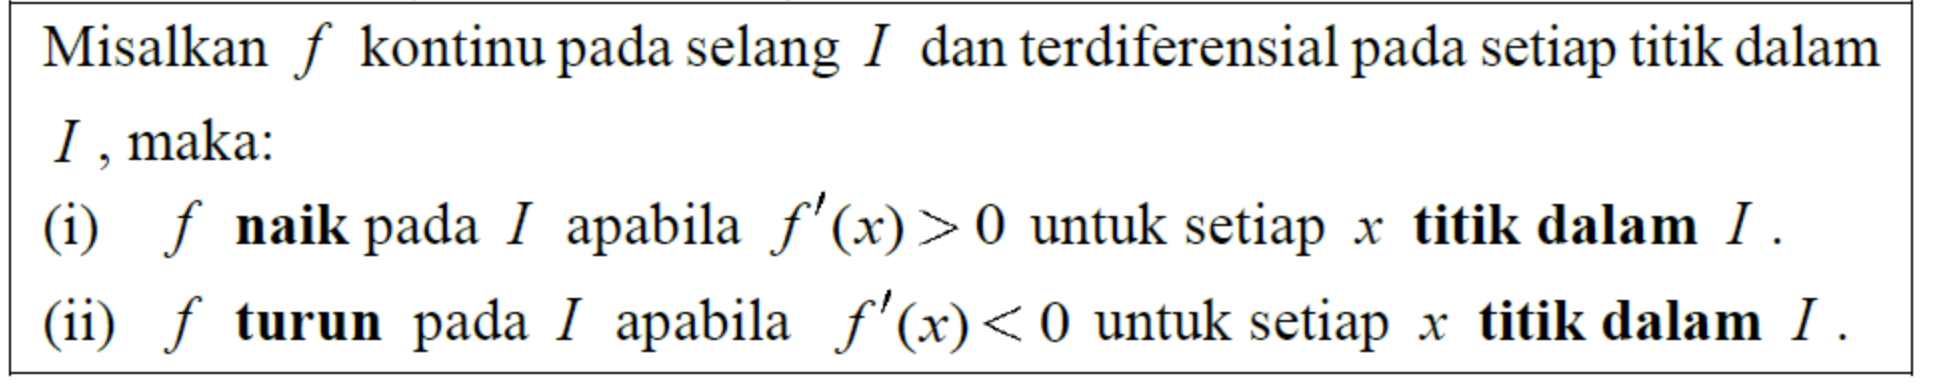 Misalkan f kontinu pada selang I dan terdiferensial pada setiap titik dalam
I , maka:
(i) f naik pada I apabila f′(x) > 0 untuk setiap x titik dalam I .
(ii) f turun pada I apabila f′(x) < 0 untuk setiap x titik dalam I .